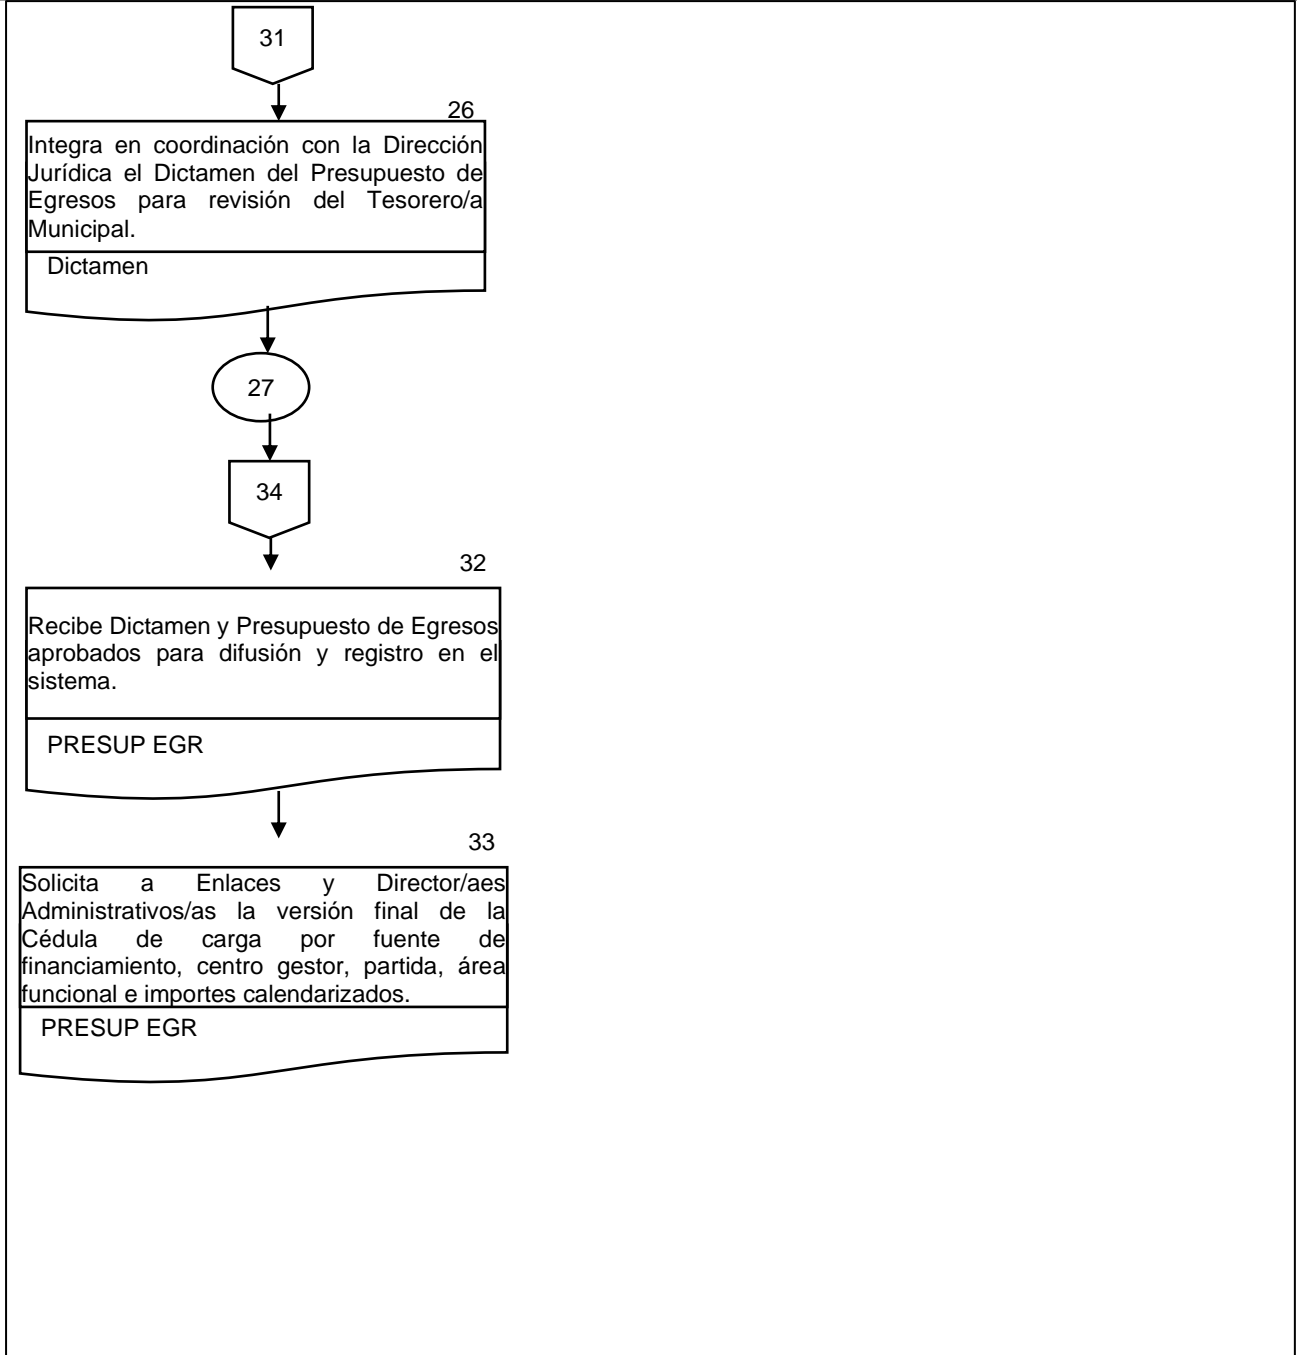 31
26
Integra en coordinación con la Dirección
Jurídica el Dictamen del Presupuesto de
Egresos para revisión del Tesorero/a
Municipal.
Dictamen
27
34
32
Recibe Dictamen y Presupuesto de Egresos
aprobados para difusión y registro en el
sistema.
PRESUP EGR
33
Solicita a Enlaces y Director/aes
Administrativos/as la versión final de la
Cédula de carga por fuente de
financiamiento, centro gestor, partida, área
funcional e importes calendarizados.
PRESUP EGR